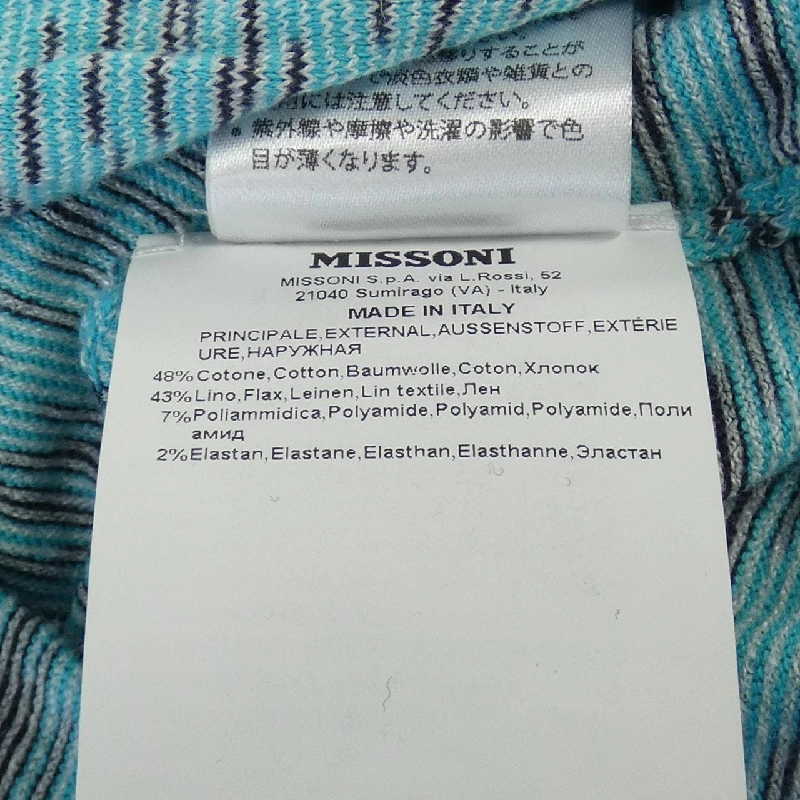 移りすることが
淡色衣類や雑貨との
用には注意してください。
・紫外線や摩擦や洗濯の影響で色
目が薄くなります。
MISSONI
MISSONI S.p.A. via L.Rossi, 52
21040 Sumirago (VA) - Italy
MADE IN ITALY
PRINCIPALE,EXTERNAL,AUSSENSTOFF,EXTÉRIE
URE,НАРУЖНАЯ
48%Cotone,Cotton,Baumwolle,Coton,Хлопок
43%Lino,Flax,Leinen,Lin textile,Лен
7%Poliammidica,Polyamide,Polyamid,Polyamide,Поли
амид
2%Elastan,Elastane,Elasthan,Elasthanne,Эластан